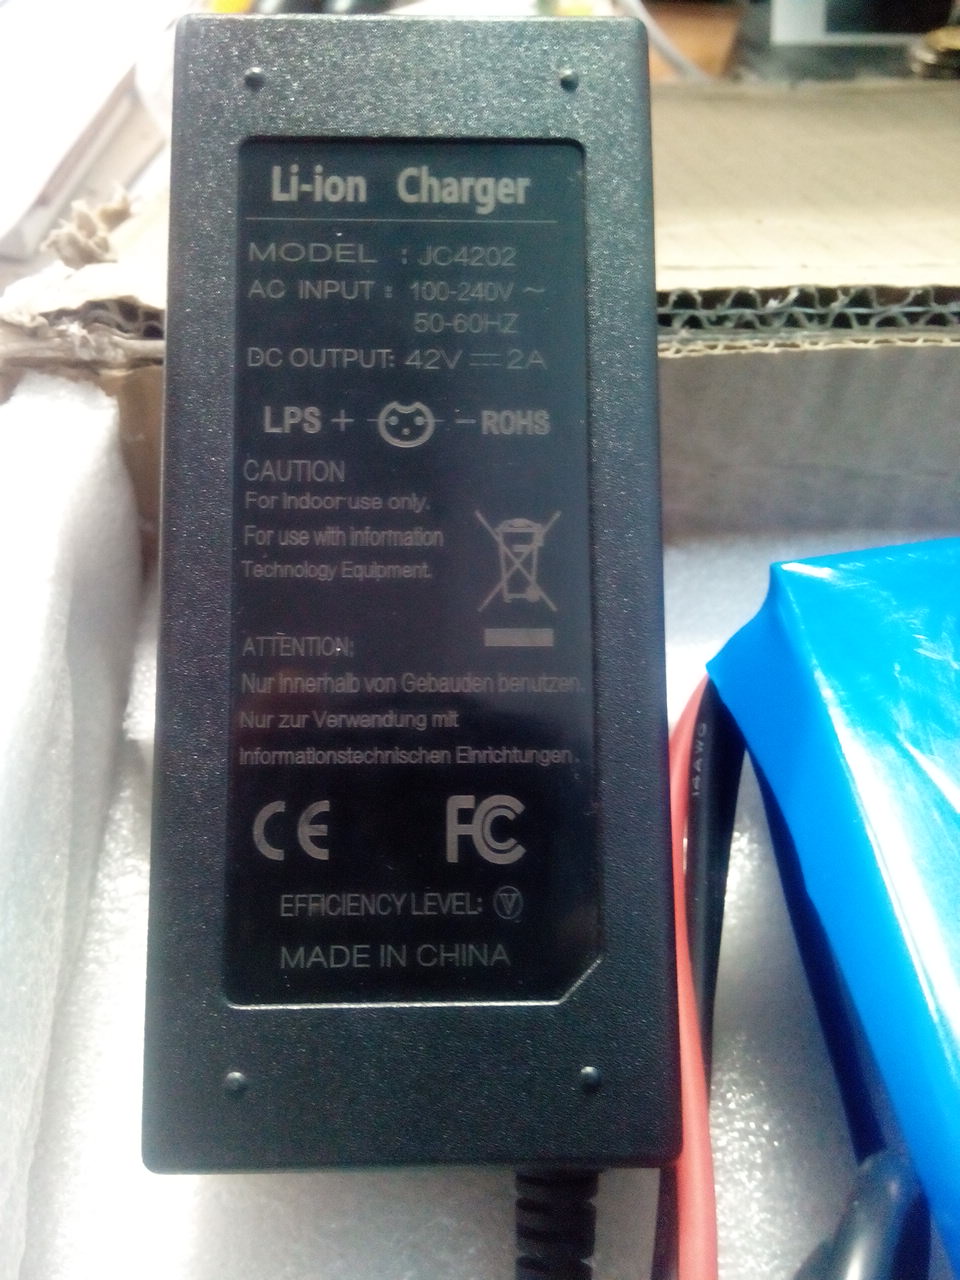 Li-ion Charger
MODEL : JC4202
AC INPUT : 100-240V ~
50-60HZ
DC OUTPUT: 42V ⎓ 2A
LPS + - ROHS
CAUTION
For Indoor use only.
For use with information
Technology Equipment.
ATTENTION:
Nur Innerhalb von Gebauden benutzen.
Nur zur Verwendung mit
Informationstechnischen Einrichtungen.
CE FC
EFFICIENCY LEVEL: V
MADE IN CHINA
14AWG